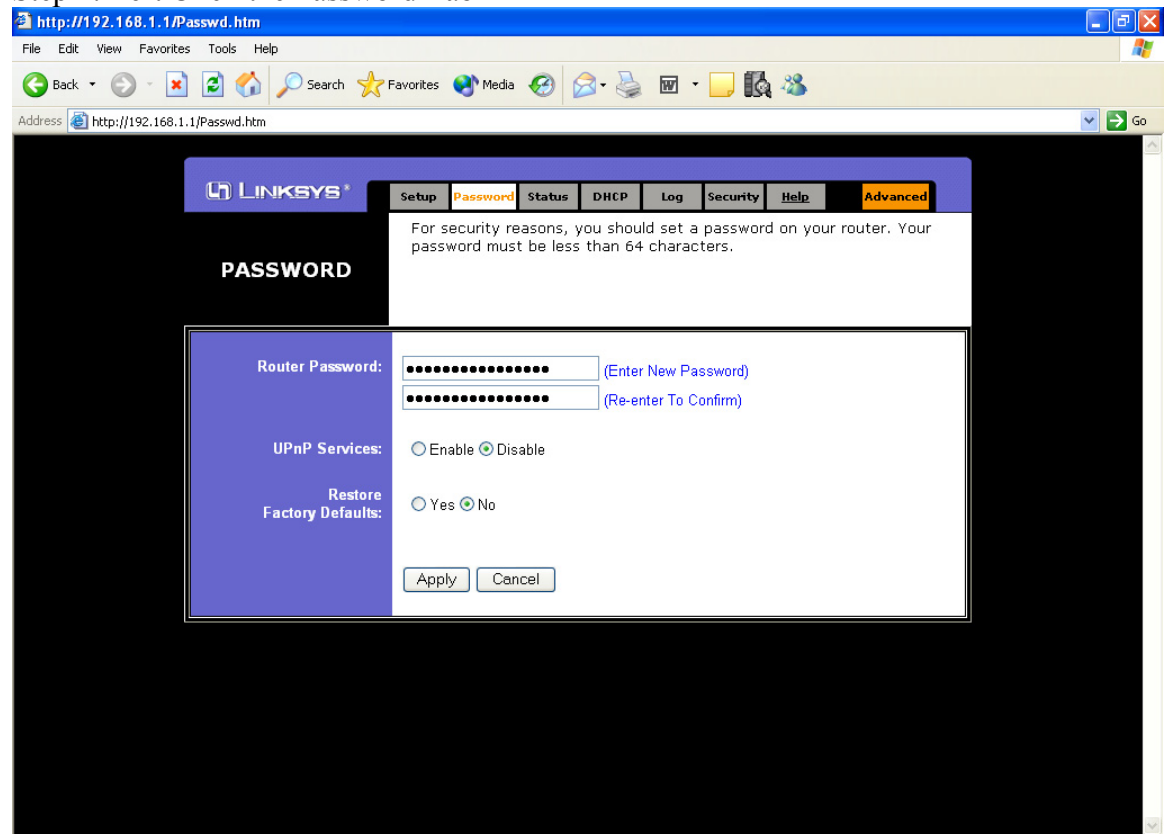 http://192.168.1.1/Passwd.htm
File Edit View Favorites Tools Help
Back Search Favorites Media
Address http://192.168.1.1/Passwd.htm Go
LINKSYS®
Setup Password Status DHCP Log Security Help Advanced
For security reasons, you should set a password on your router. Your
password must be less than 64 characters.
PASSWORD
Router Password: (Enter New Password)
(Re-enter To Confirm)
UPnP Services: Enable Disable
Restore
Factory Defaults: Yes No
Apply Cancel